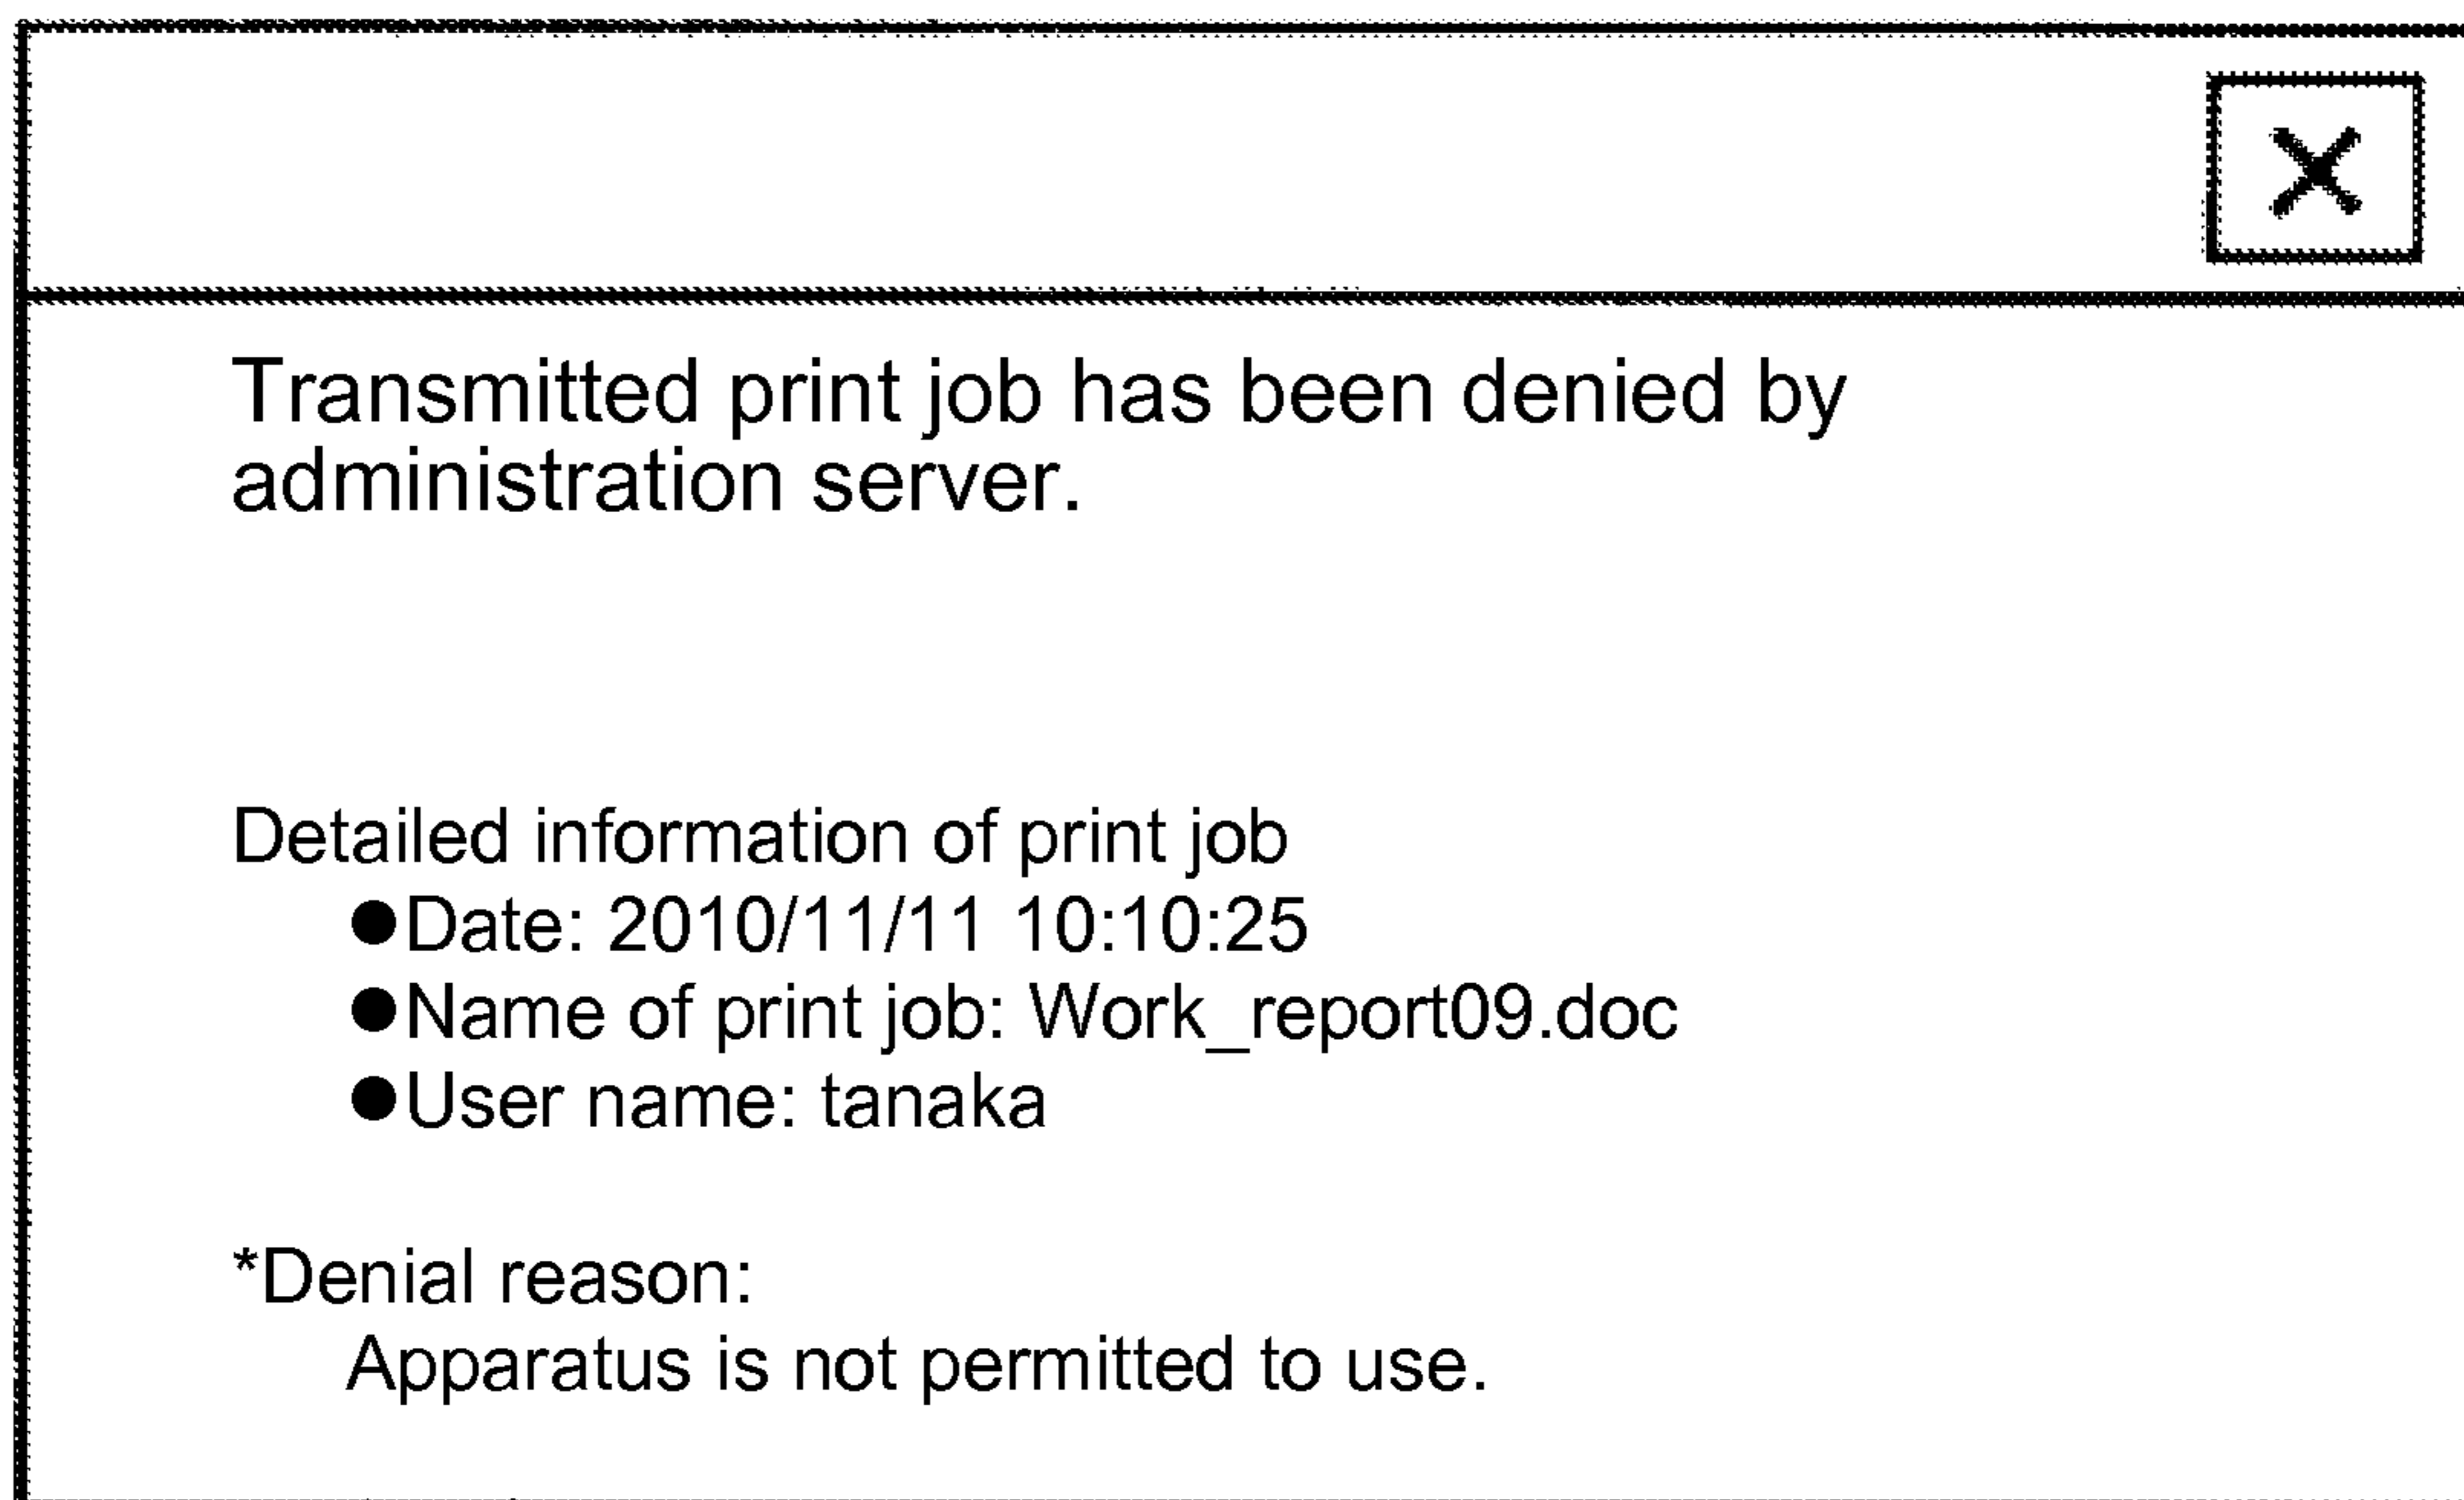 Transmitted print job has been denied by
administration server.
Detailed information of print job
●Date: 2010/11/11 10:10:25
●Name of print job: Work_report09.doc
●User name: tanaka
*Denial reason:
Apparatus is not permitted to use.